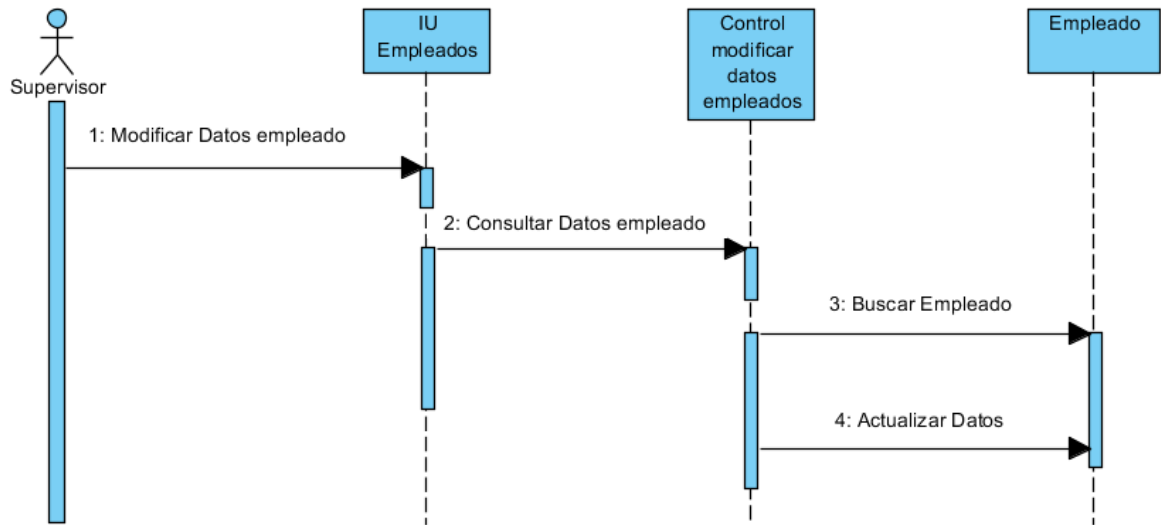 IU
Empleados
Control
modificar
datos
empleados
Empleado
Supervisor
1: Modificar Datos empleado
2: Consultar Datos empleado
3: Buscar Empleado
4: Actualizar Datos